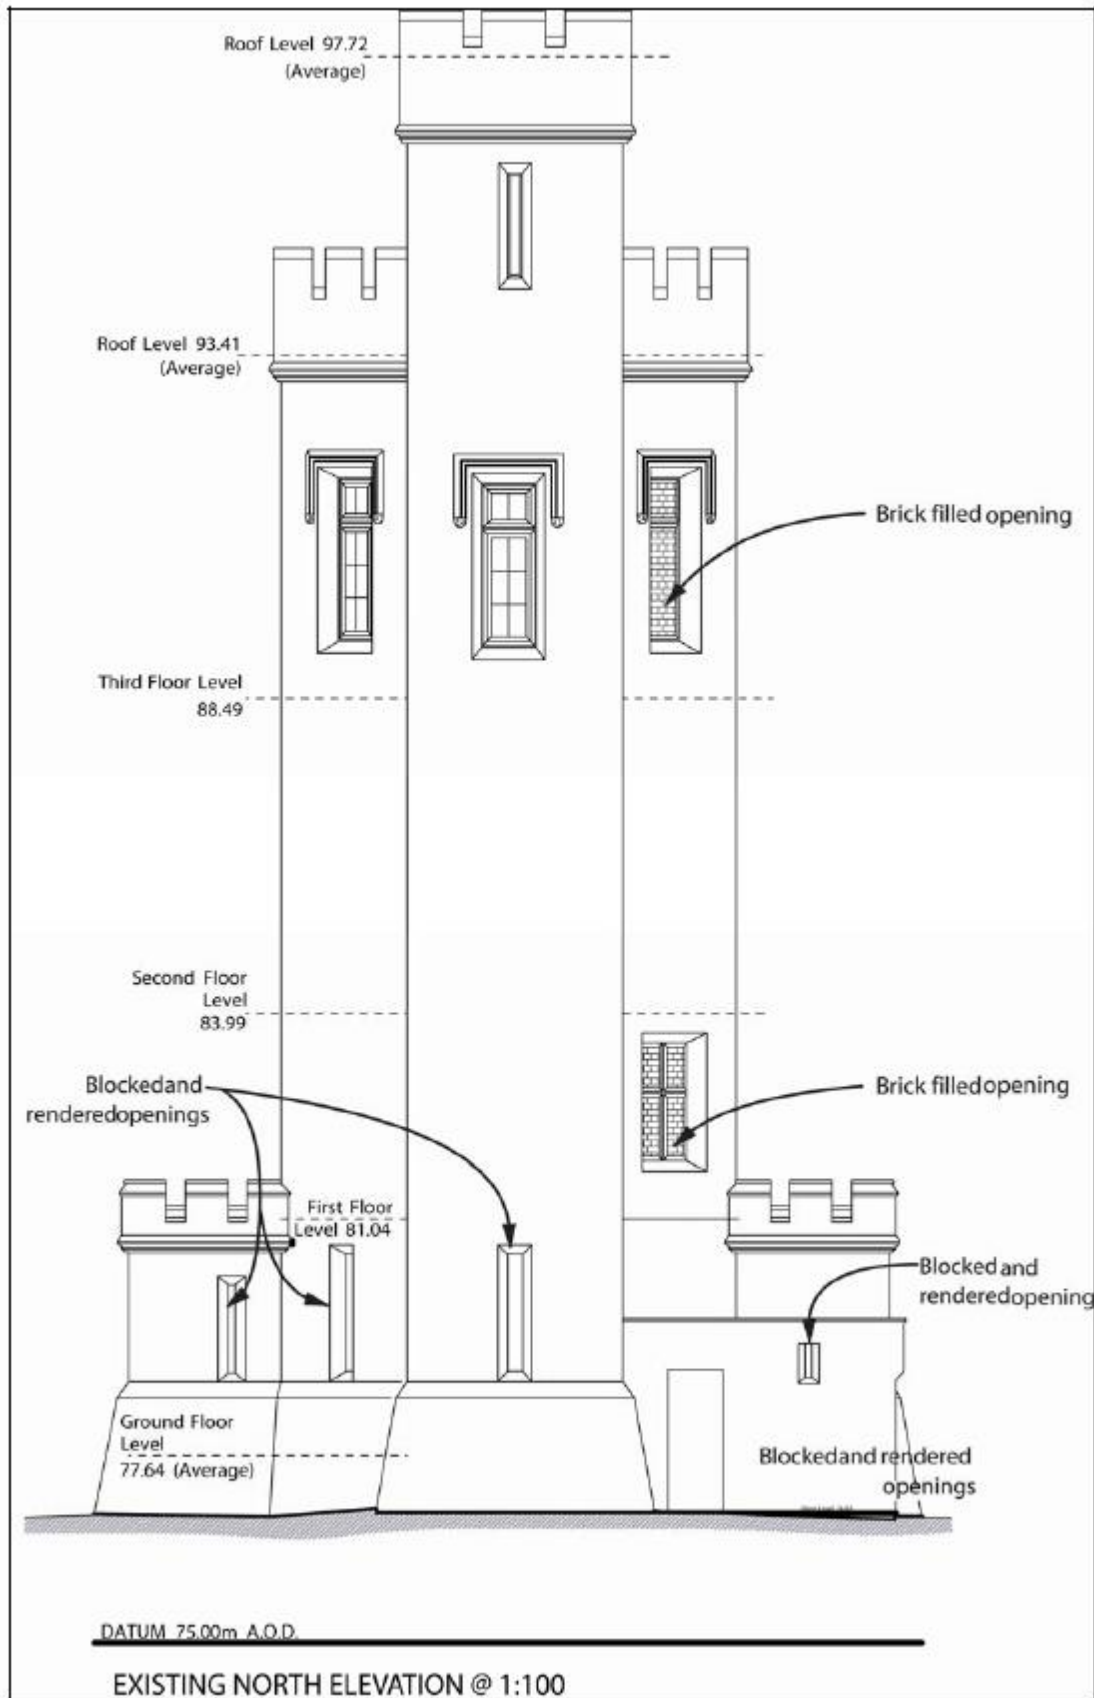 Roof Level 97.72
(Average)
Roof Level 93.41
(Average)
Brick filled opening
Third Floor Level
88.49
Second Floor
Level
83.99
Blockedand
renderedopenings
Brick filledopening
First Floor
Level 81.04
Blocked and
renderedopening
Ground Floor
Level
77.64 (Average)
Blockedand rendered
openings
DATUM 75.00m A.O.D.
EXISTING NORTH ELEVATION @ 1:100